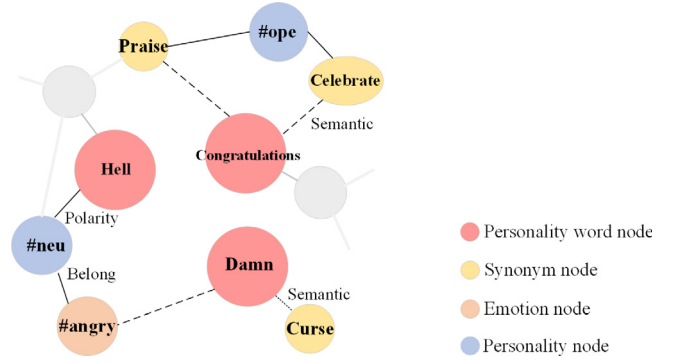 Praise
#ope
Celebrate
Semantic
Congratulations
Hell
Polarity
#neu
Belong
Damn
Semantic
#angry
Curse
Personality word node
Synonym node
Emotion node
Personality node